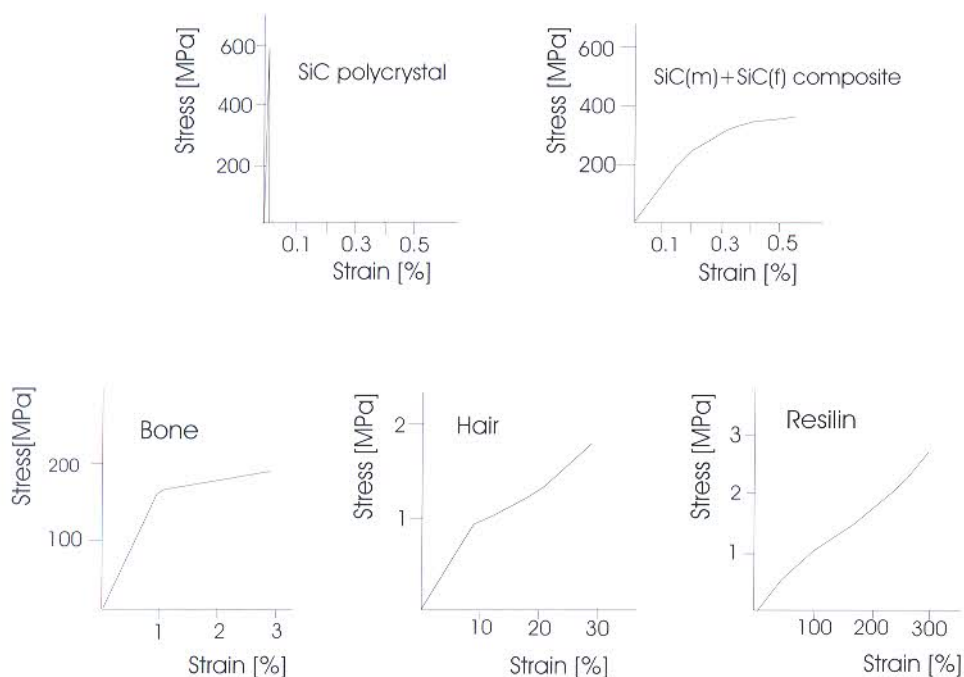 Stress [MPa]
600
400
200
SiC polycrystal
0.1 0.3 0.5
Strain [%]
Stress [MPa]
600
400
200
SiC(m)+SiC(f) composite
0.1 0.3 0.5
Strain [%]
Stress[MPa]
200
100
Bone
1 2 3
Strain [%]
Stress [MPa]
2
1
Hair
10 20 30
Strain [%]
Stress [MPa]
3
2
1
Resilin
100 200 300
Strain [%]